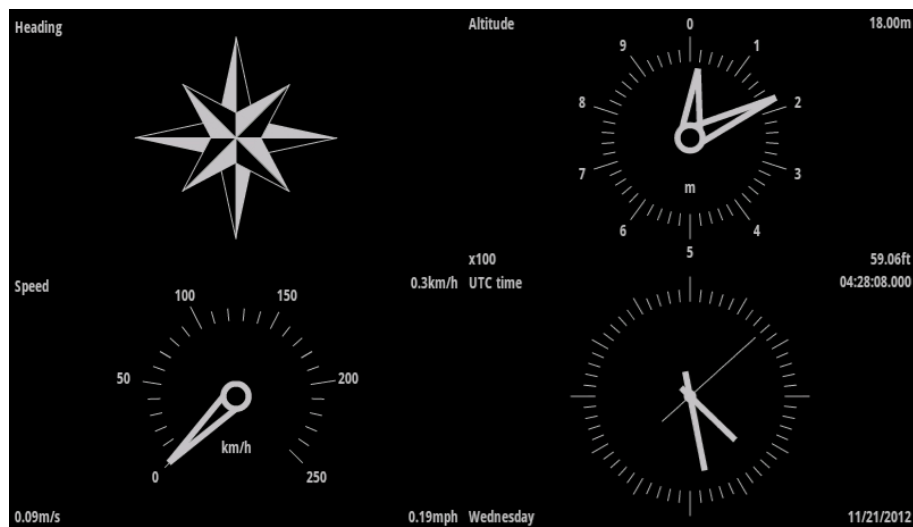 Heading
Altitude
18.00m
0
1
2
3
4
5
6
7
8
9
m
x100
59.06ft
Speed
0.3km/h
0
50
100
150
200
250
km/h
0.09m/s
0.19mph
UTC time
04:28:08.000
Wednesday
11/21/2012